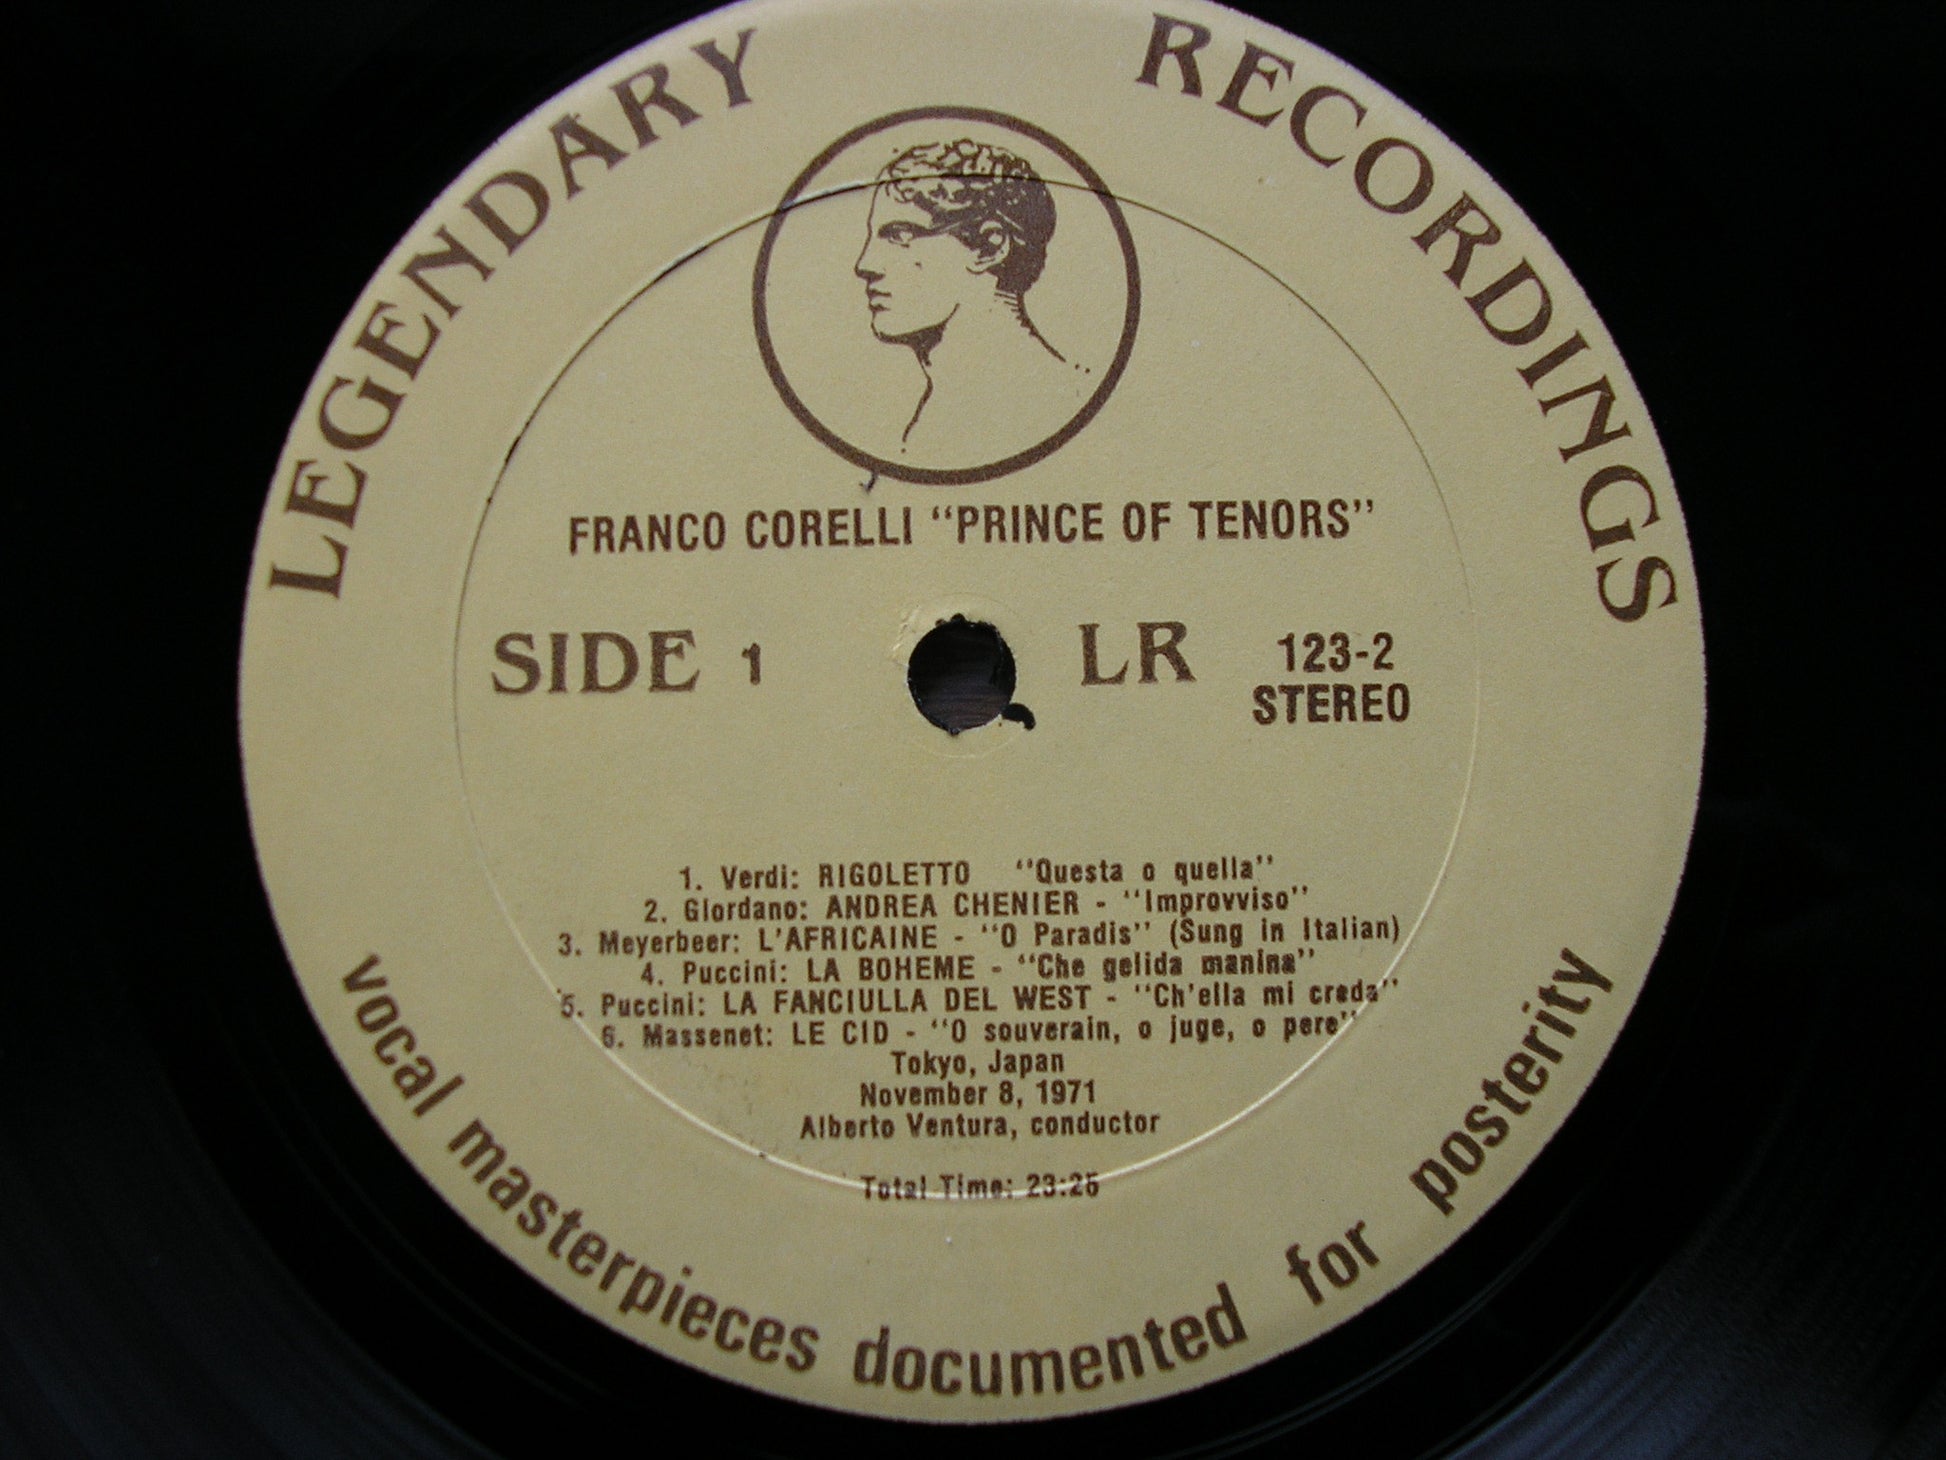 LEGENDARY RECORDINGS
FRANCO CORELLI "PRINCE OF TENORS"
SIDE 1 LR 123-2
STEREO
1. Verdi: RIGOLETTO "Questa o quella"
2. Giordano: ANDREA CHENIER - "Improvviso"
3. Meyerbeer: L'AFRICAINE - "O Paradis" (Sung in Italian)
4. Puccini: LA BOHEME - "Che gelida manina"
5. Puccini: LA FANCIULLA DEL WEST - "Ch'ella mi creda"
6. Massenet: LE CID - "O souverain, o juge, o pere"
Tokyo, Japan
November 8, 1971
Alberto Ventura, conductor
Total Time: 23:25
vocal masterpieces documented for posterity